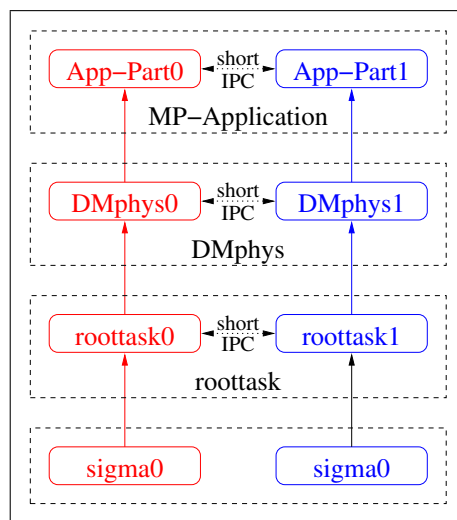 App-Part0 short IPC App-Part1
MP-Application
DMphys0 short IPC DMphys1
DMphys
roottask0 short IPC roottask1
roottask
sigma0 sigma0